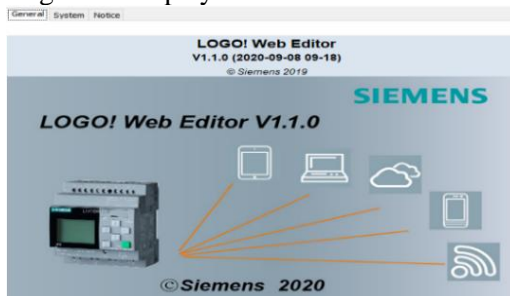 General System Notice
LOGO! Web Editor
V1.1.0 (2020-09-08 09-18)
© Siemens 2019
SIEMENS
LOGO! Web Editor V1.1.0
SIEMENS
©Siemens 2020